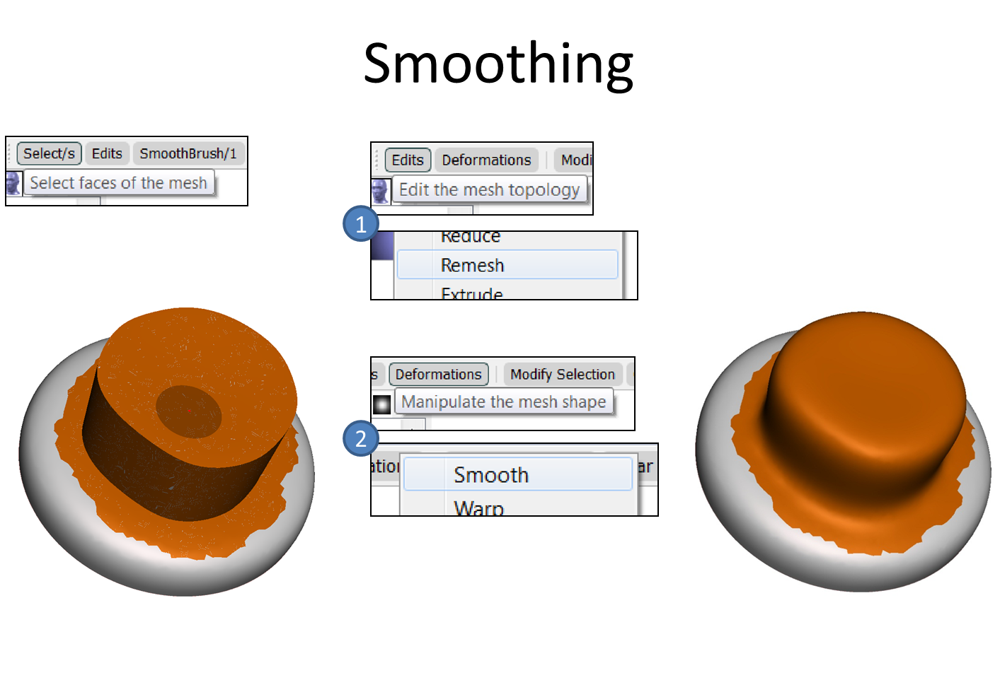 Smoothing
Select/s Edits SmoothBrush/1
Select faces of the mesh
Edits Deformations Modi
Edit the mesh topology
1
Reduce
Remesh
Extrude
s Deformations Modify Selection
Manipulate the mesh shape
2
ation ar
Smooth
Warp